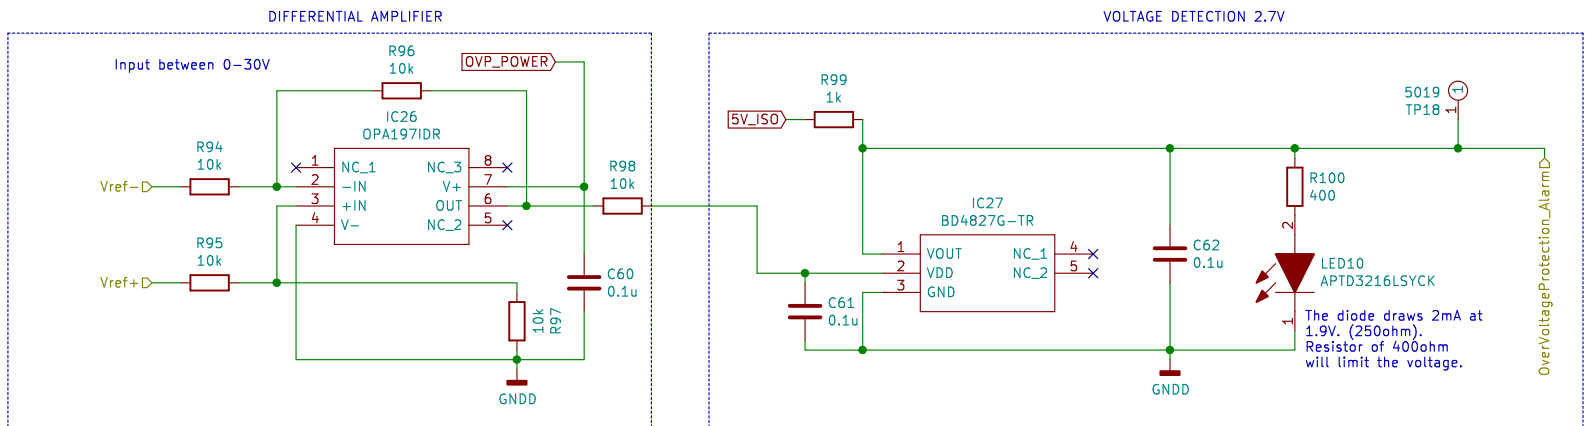 DIFFERENTIAL AMPLIFIER
Input between 0-30V
R96
10k
OVP_POWER
IC26
OPA197IDR
R94
10k
Vref-
1
2
3
4
NC_1
-IN
+IN
V-
NC_3
V+
OUT
NC_2
8
7
6
5
R98
10k
R95
10k
Vref+
10k
R97
C60
0.1u
GNDD
VOLTAGE DETECTION 2.7V
R99
1k
5V_ISO
5019
TP18
1
1
IC27
BD4827G-TR
1
2
3
VOUT
VDD
GND
NC_1
NC_2
4
5
C61
0.1u
C62
0.1u
R100
400
2
LED10
APTD3216LSYCK
1
The diode draws 2mA at
1.9V. (250ohm).
Resistor of 400ohm
will limit the voltage.
GNDD
OverVoltageProtection_Alarm